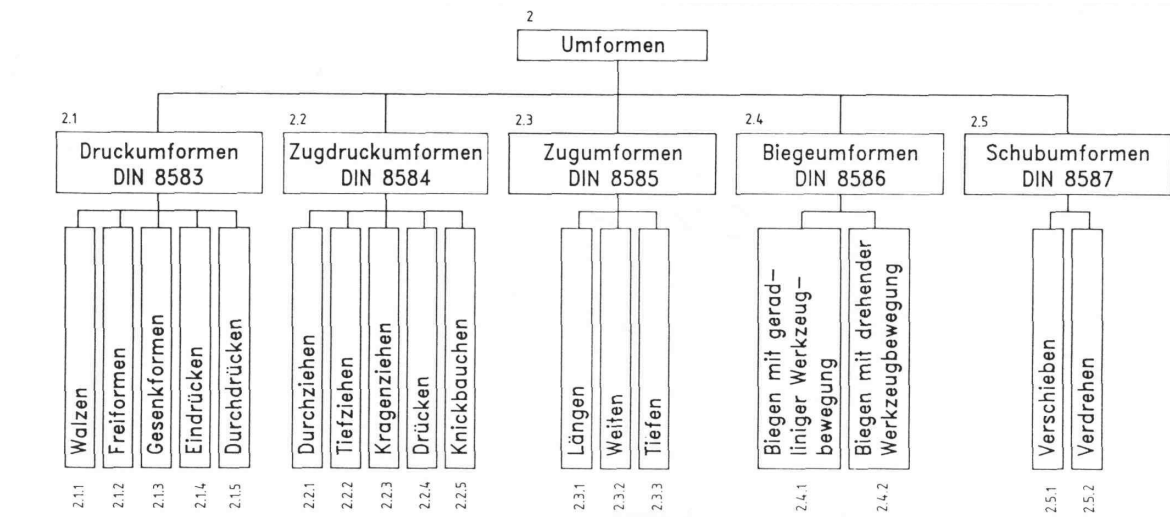 2
Umformen
2.1
Druckumformen
DIN 8583
2.2
Zugdruckumformen
DIN 8584
2.3
Zugumformen
DIN 8585
2.4
Biegeumformen
DIN 8586
2.5
Schubumformen
DIN 8587
Walzen
Freiformen
Gesenkformen
Eindrücken
Durchdrücken
Durchziehen
Tiefziehen
Kragenziehen
Drücken
Knickbauchen
Längen
Weiten
Tiefen
Biegen mit gerad-
liniger Werkzeug-
bewegung
Biegen mit drehender
Werkzeugbewegung
Verschieben
Verdrehen
2.1.1
2.1.2
2.1.3
2.1.4
2.1.5
2.2.1
2.2.2
2.2.3
2.2.4
2.2.5
2.3.1
2.3.2
2.3.3
2.4.1
2.4.2
2.5.1
2.5.2